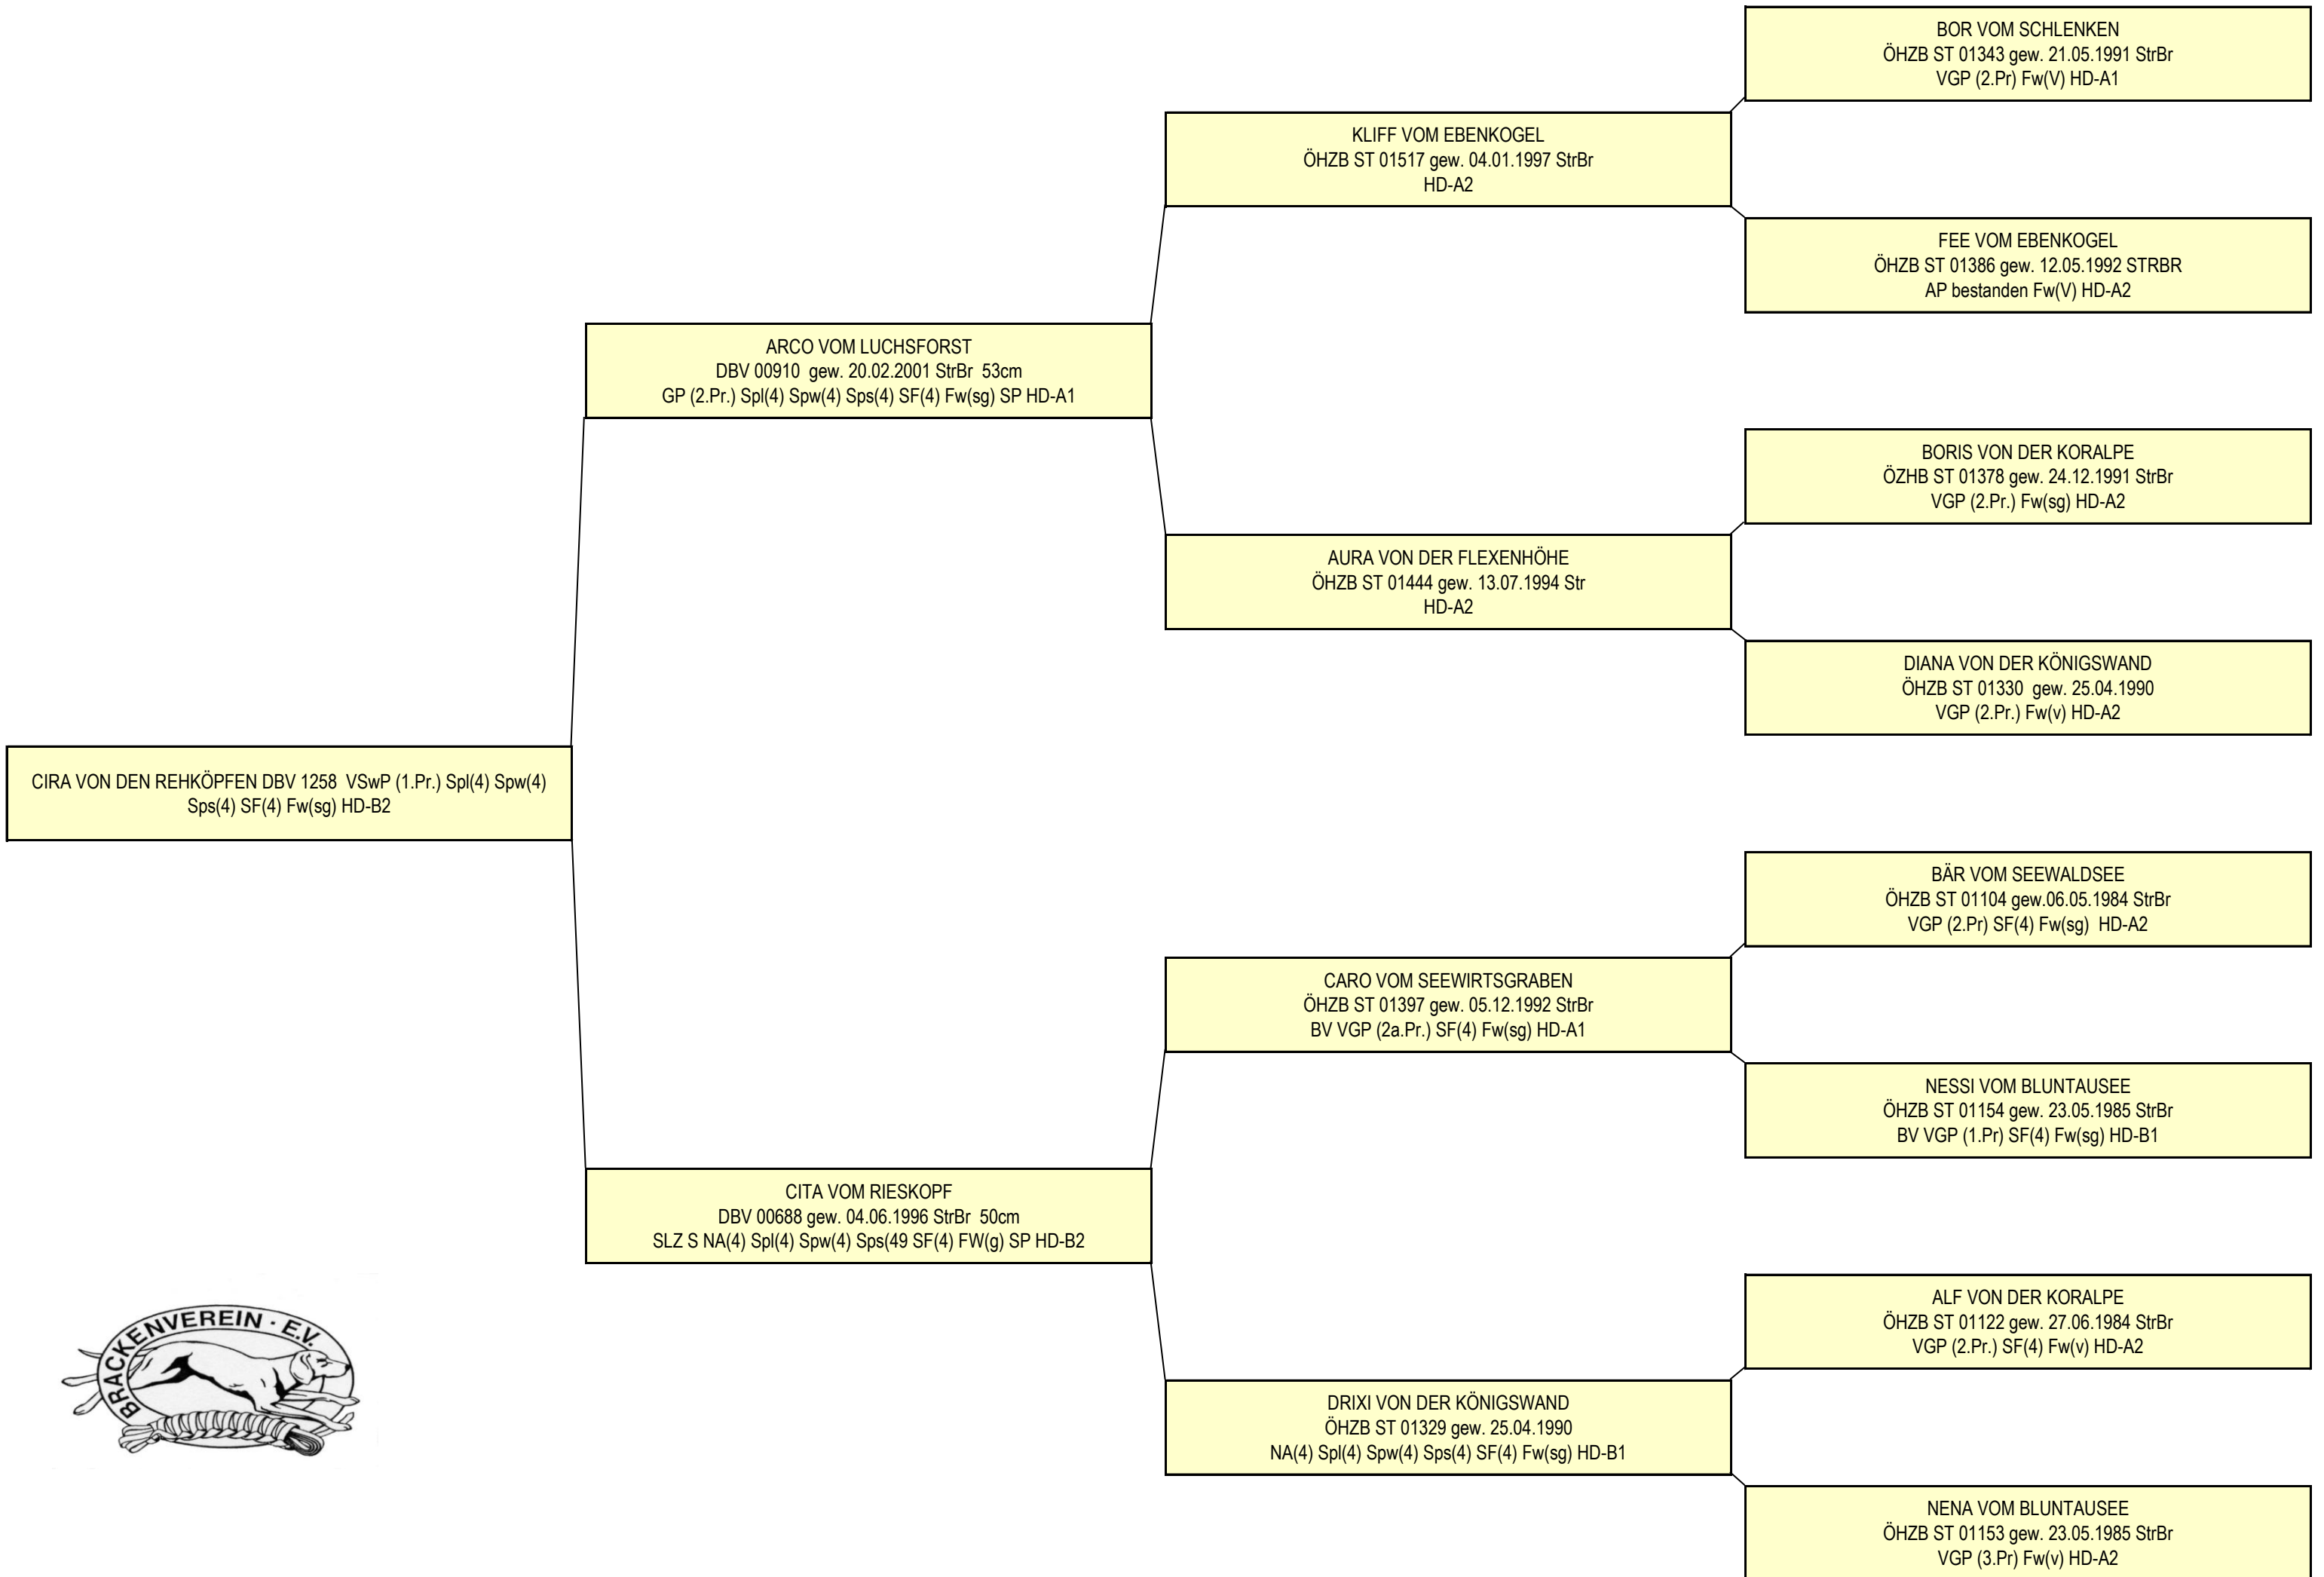 BOR VOM SCHLENKEN
ÖHZB ST 01343 gew. 21.05.1991 StrBr
VGP (2.Pr) Fw(V) HD-A1
KLIFF VOM EBENKOGEL
ÖHZB ST 01517 gew. 04.01.1997 StrBr
HD-A2
FEE VOM EBENKOGEL
ÖHZB ST 01386 gew. 12.05.1992 STRBR
AP bestanden Fw(V) HD-A2
ARCO VOM LUCHSFORST
DBV 00910  gew. 20.02.2001 StrBr  53cm
GP (2.Pr.) Spl(4) Spw(4) Sps(4) SF(4) Fw(sg) SP HD-A1
BORIS VON DER KORALPE
ÖZHB ST 01378 gew. 24.12.1991 StrBr
VGP (2.Pr.) Fw(sg) HD-A2
AURA VON DER FLEXENHÖHE
ÖHZB ST 01444 gew. 13.07.1994 Str
HD-A2
DIANA VON DER KÖNIGSWAND
ÖHZB ST 01330  gew. 25.04.1990
VGP (2.Pr.) Fw(v) HD-A2
CIRA VON DEN REHKÖPFEN DBV 1258  VSwP (1.Pr.) Spl(4) Spw(4)
Sps(4) SF(4) Fw(sg) HD-B2
BÄR VOM SEEWALDSEE
ÖHZB ST 01104 gew.06.05.1984 StrBr
VGP (2.Pr) SF(4) Fw(sg)  HD-A2
CARO VOM SEEWIRTSGRABEN
ÖHZB ST 01397 gew. 05.12.1992 StrBr
BV VGP (2a.Pr.) SF(4) Fw(sg) HD-A1
NESSI VOM BLUNTAUSEE
ÖHZB ST 01154 gew. 23.05.1985 StrBr
BV VGP (1.Pr) SF(4) Fw(sg) HD-B1
CITA VOM RIESKOPF
DBV 00688 gew. 04.06.1996 StrBr  50cm
SLZ S NA(4) Spl(4) Spw(4) Sps(49 SF(4) FW(g) SP HD-B2
ALF VON DER KORALPE
ÖHZB ST 01122 gew. 27.06.1984 StrBr
VGP (2.Pr.) SF(4) Fw(v) HD-A2
DRIXI VON DER KÖNIGSWAND
ÖHZB ST 01329 gew. 25.04.1990
NA(4) Spl(4) Spw(4) Sps(4) SF(4) Fw(sg) HD-B1
NENA VOM BLUNTAUSEE
ÖHZB ST 01153 gew. 23.05.1985 StrBr
VGP (3.Pr) Fw(v) HD-A2
BRACKENVEREIN · E.V.